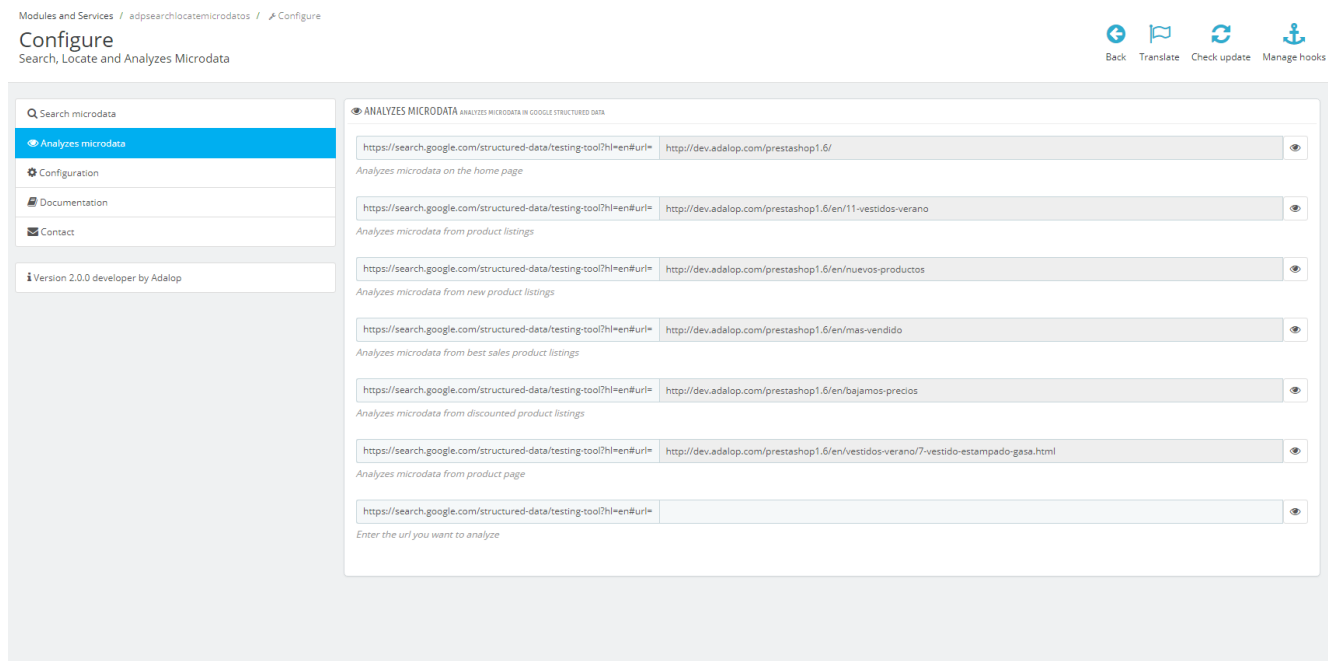 Modules and Services / adpsearchlocatemicrodatos / Configure
Configure
Search, Locate and Analyzes Microdata
Back Translate Check update Manage hooks
Search microdata
Analyzes microdata
Configuration
Documentation
Contact
Version 2.0.0 developer by Adalop
ANALYZES MICRODATA ANALYZES MICRODATA IN GOOGLE STRUCTURED DATA
https://search.google.com/structured-data/testing-tool?hl=en#url= http://dev.adalop.com/prestashop1.6/
Analyzes microdata on the home page
https://search.google.com/structured-data/testing-tool?hl=en#url= http://dev.adalop.com/prestashop1.6/en/11-vestidos-verano
Analyzes microdata from product listings
https://search.google.com/structured-data/testing-tool?hl=en#url= http://dev.adalop.com/prestashop1.6/en/nuevos-productos
Analyzes microdata from new product listings
https://search.google.com/structured-data/testing-tool?hl=en#url= http://dev.adalop.com/prestashop1.6/en/mas-vendido
Analyzes microdata from best sales product listings
https://search.google.com/structured-data/testing-tool?hl=en#url= http://dev.adalop.com/prestashop1.6/en/bajamos-precios
Analyzes microdata from discounted product listings
https://search.google.com/structured-data/testing-tool?hl=en#url= http://dev.adalop.com/prestashop1.6/en/vestidos-verano/7-vestido-estampado-gasa.html
Analyzes microdata from product page
https://search.google.com/structured-data/testing-tool?hl=en#url=
Enter the url you want to analyze